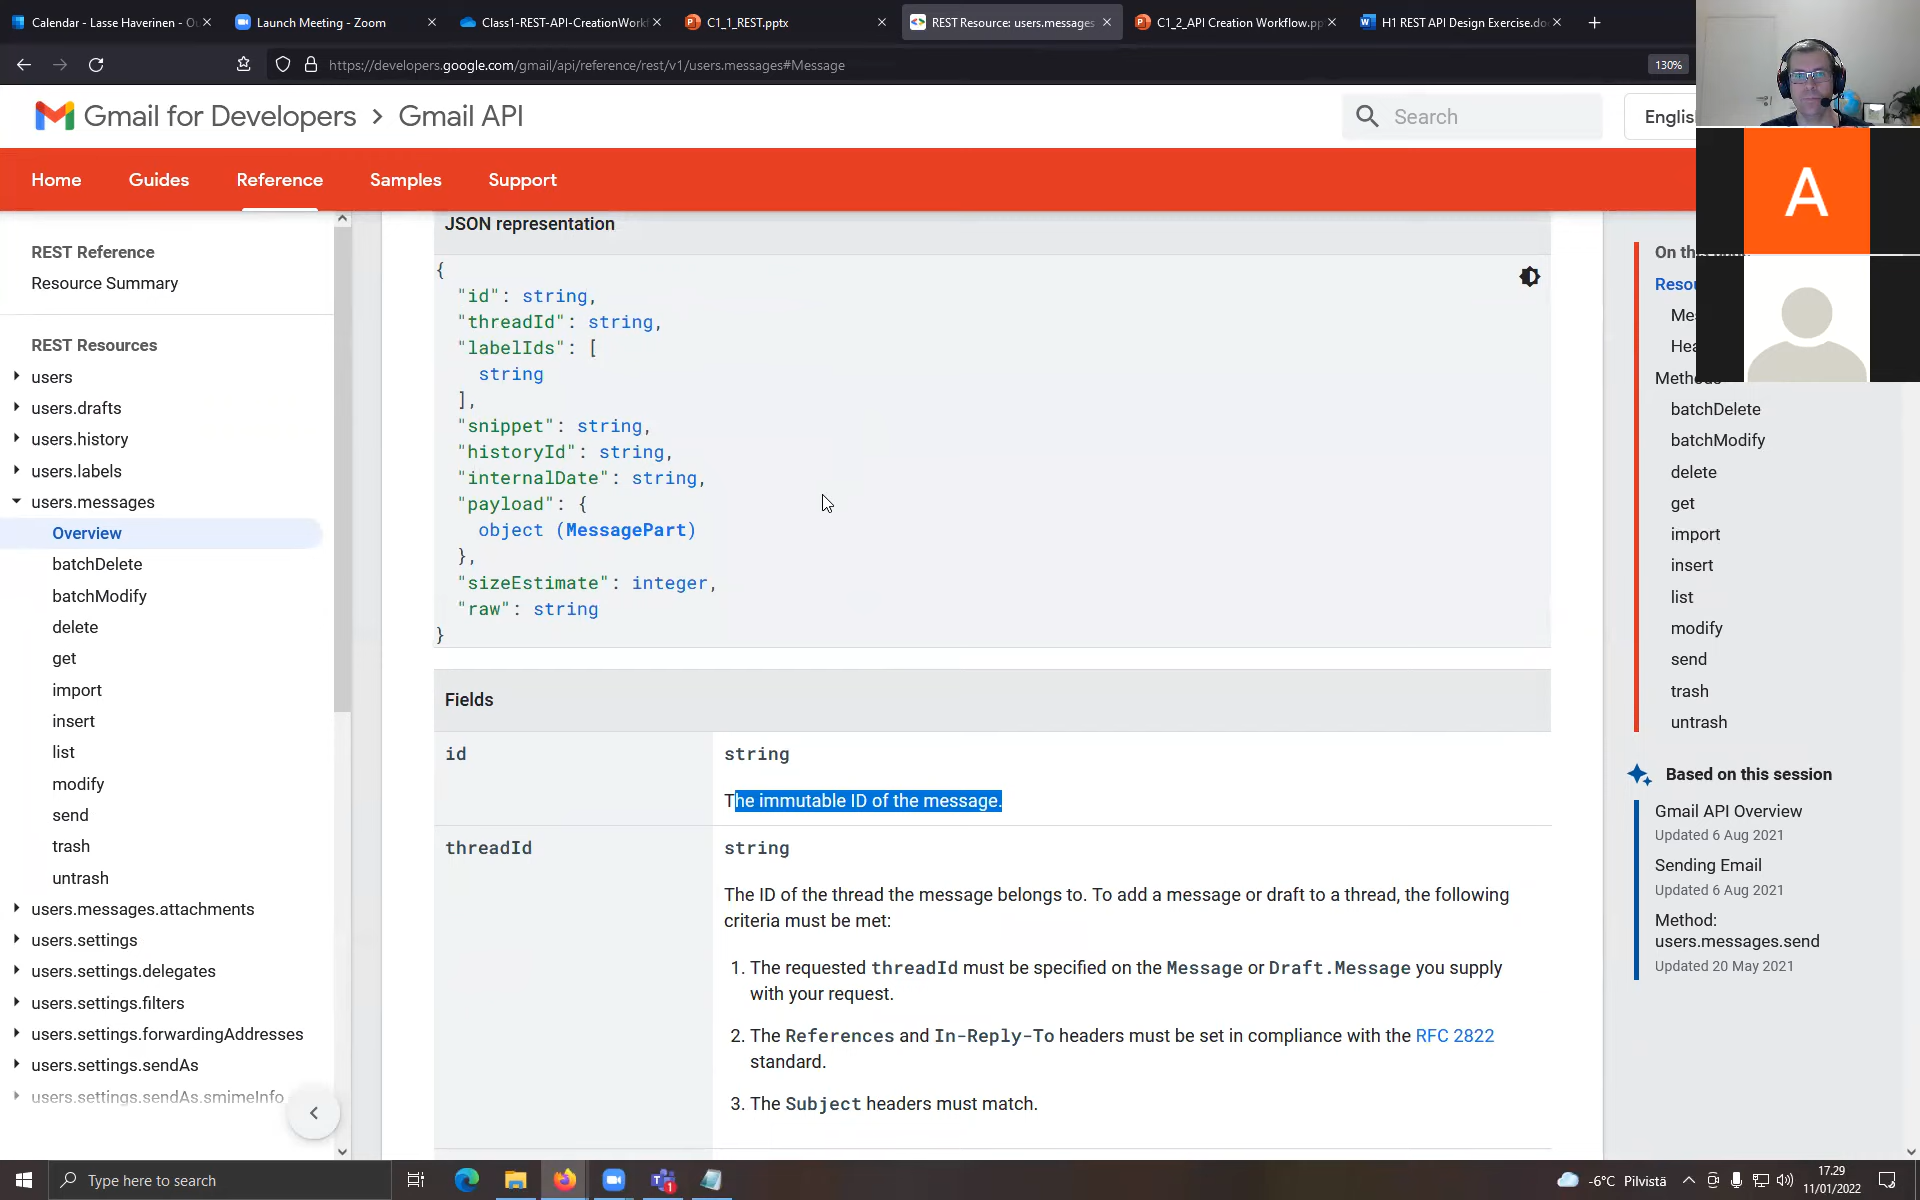 Calendar - Lasse Haverinen - O
Launch Meeting - Zoom
Class1-REST-API-CreationWork
C1_1_REST.pptx
REST Resource: users.messages
C1_2_API Creation Workflow.pp
H1 REST API Design Exercise.do
https://developers.google.com/gmail/api/reference/rest/v1/users.messages#Message
130%
Gmail for Developers > Gmail API
Search
Englis
Home
Guides
Reference
Samples
Support
A
REST Reference
Resource Summary
REST Resources
users
users.drafts
users.history
users.labels
users.messages
Overview
batchDelete
batchModify
delete
get
import
insert
list
modify
send
trash
untrash
users.messages.attachments
users.settings
users.settings.delegates
users.settings.filters
users.settings.forwardingAddresses
users.settings.sendAs
users.settings.sendAs.smimeInfo
JSON representation
{
"id": string,
"threadId": string,
"labelIds": [
string
],
"snippet": string,
"historyId": string,
"internalDate": string,
"payload": {
object (MessagePart)
},
"sizeEstimate": integer,
"raw": string
}
Fields
id
string
The immutable ID of the message.
threadId
string
The ID of the thread the message belongs to. To add a message or draft to a thread, the following
criteria must be met:
1. The requested threadId must be specified on the Message or Draft.Message you supply
with your request.
2. The References and In-Reply-To headers must be set in compliance with the RFC 2822
standard.
3. The Subject headers must match.
On th
Resou
Mes
Hea
Metho
batchDelete
batchModify
delete
get
import
insert
list
modify
send
trash
untrash
Based on this session
Gmail API Overview
Updated 6 Aug 2021
Sending Email
Updated 6 Aug 2021
Method:
users.messages.send
Updated 20 May 2021
Type here to search
1
-6°C Pilvistä
17.29
11/01/2022